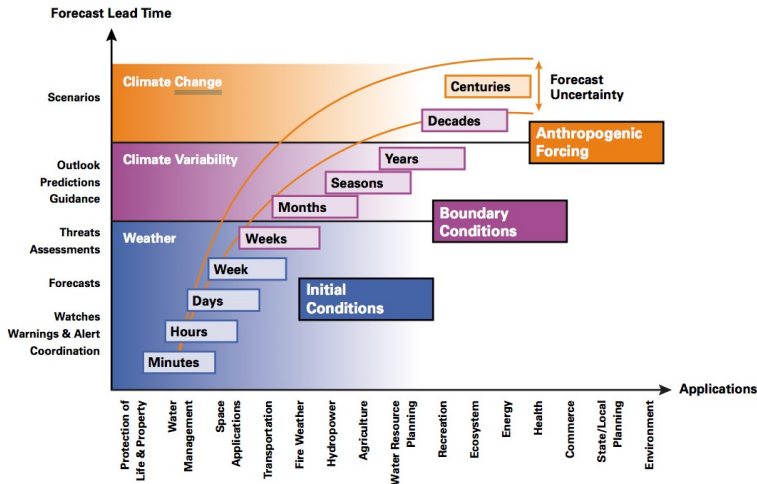 Forecast Lead Time
Climate Change
Scenarios
Centuries
Forecast
Uncertainty
Decades
Anthropogenic
Forcing
Climate Variability
Outlook
Predictions
Guidance
Years
Seasons
Months
Boundary
Conditions
Weather
Threats
Assessments
Forecasts
Watches
Warnings & Alert
Coordination
Weeks
Week
Days
Hours
Minutes
Initial
Conditions
Applications
Protection of
Life & Property
Water
Management
Space
Applications
Transportation
Fire Weather
Hydropower
Agriculture
Water Resource
Planning
Recreation
Ecosystem
Energy
Health
Commerce
State/Local
Planning
Environment